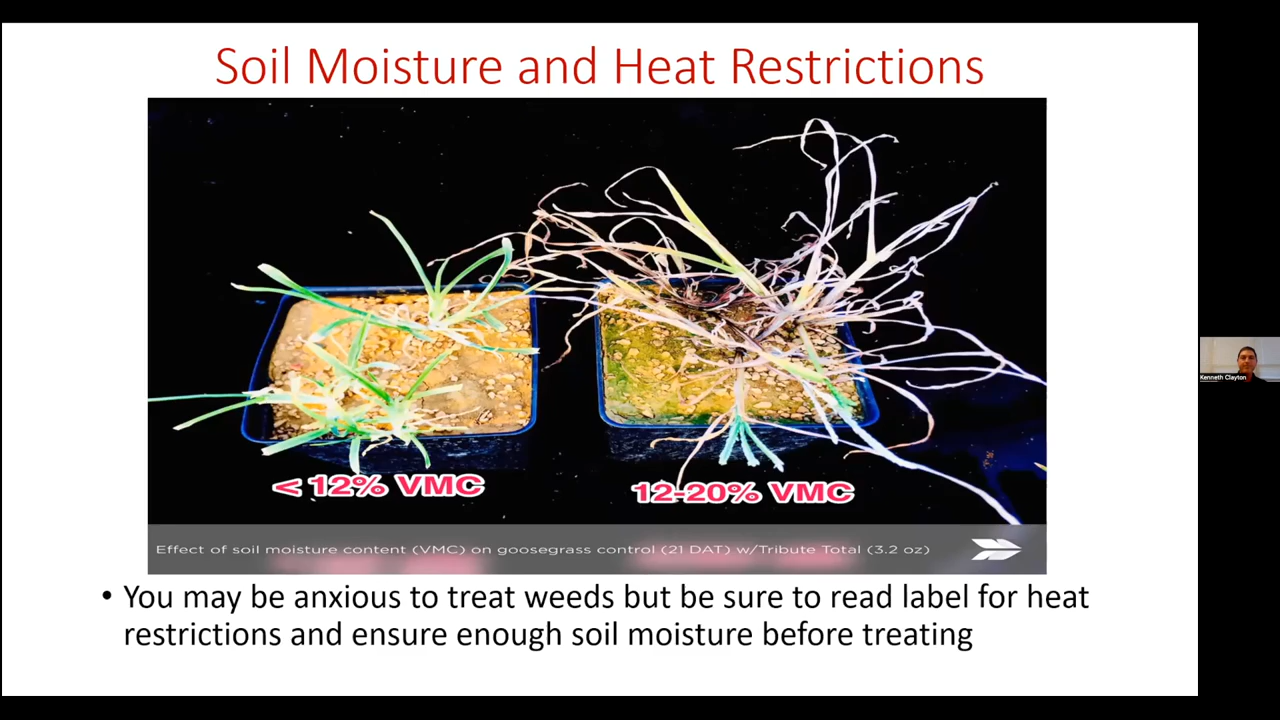 Soil Moisture and Heat Restrictions
< 12% VMC
12-20% VMC
Effect of soil moisture content (VMC) on goosegrass control (21 DAT) w/Tribute Total (3.2 oz)
• You may be anxious to treat weeds but be sure to read label for heat
restrictions and ensure enough soil moisture before treating
Kenneth Clayton